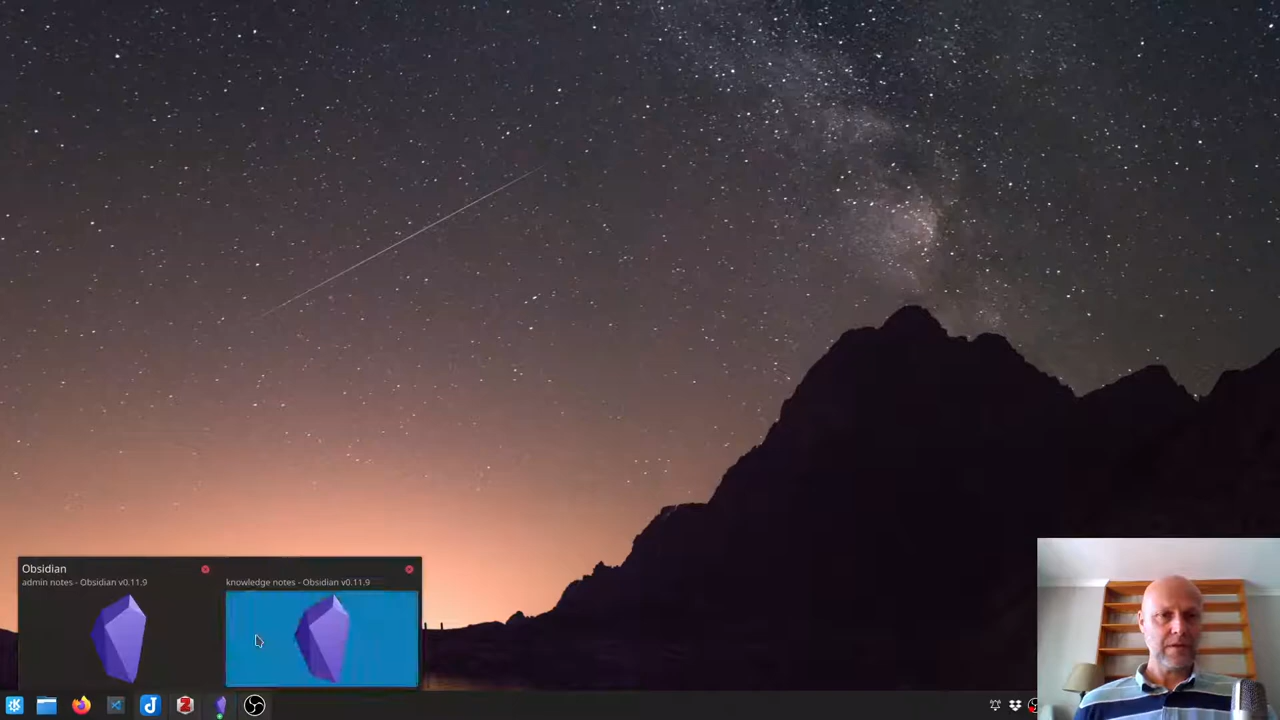 Obsidian
admin notes - Obsidian v0.11.9
knowledge notes - Obsidian v0.11.9